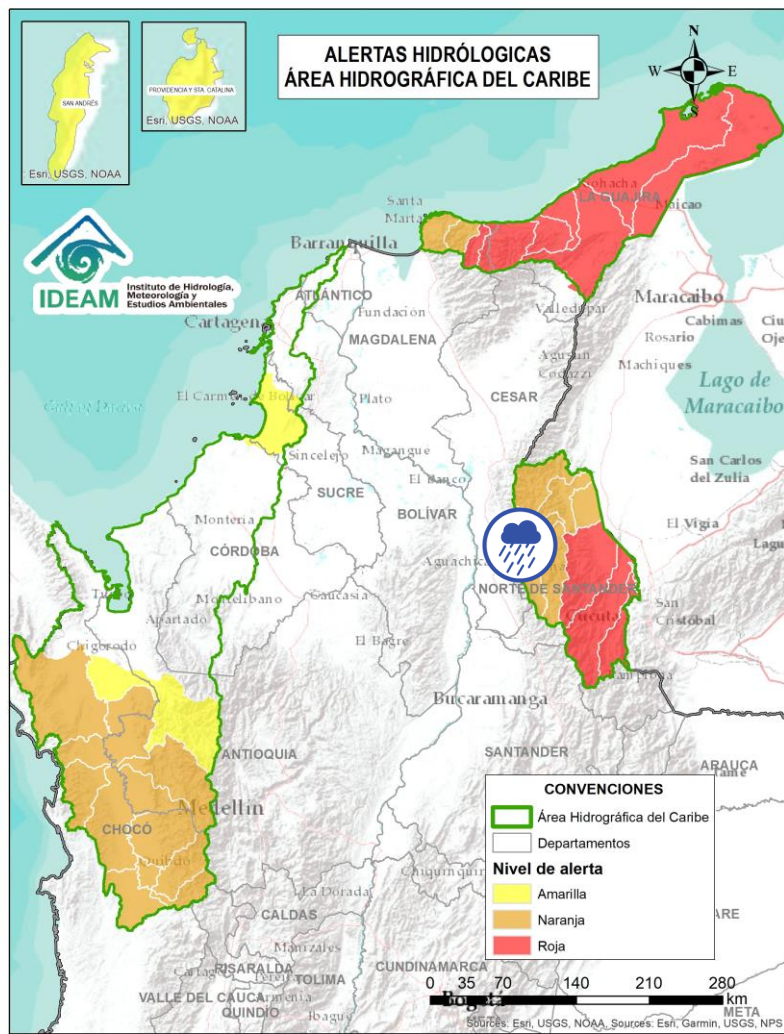 ALERTAS HIDRÓLOGICAS
ÁREA HIDROGRÁFICA DEL CARIBE
N
W
E
S
SAN ANDRÉS
Esri, USGS, NOAA
PROVIDENCIA Y STA. CATALINA
Esri, USGS, NOAA
IDEAM
Instituto de Hidrología,
Meteorología y
Estudios Ambientales
Santa
Marta
LA GUAJIRA
Maicao
Barranquilla
ATLÁNTICO
Fundación
Valledupar
Maracaibo
Cabimas
Rosario
MAGDALENA
Agustín
Codazzi
Machiques
Lago de
Maracaibo
El Carmen de Bolívar
Plato
CESAR
Sincelejo
Magangue
San Carlos
del Zulia
El Banco
SUCRE
BOLÍVAR
Montería
El Vigía
CÓRDOBA
NORTE DE SANTANDER
Montelíbano
Caucasia
Cúcuta
San
Cristóbal
Apartado
El Bagre
Chigorodó
Bucaramanga
ANTIOQUIA
SANTANDER
ARAUCA
Medellín
CHOCÓ
Quibdó
La Dorada
CALDAS
Manizales
RISARALDA
TOLIMA
CUNDINAMARCA
VALLE DEL CAUCA
Armenia
QUINDÍO
Ibagué
Bogotá
META
CONVENCIONES
Área Hidrográfica del Caribe
Departamentos
Nivel de alerta
Amarilla
Naranja
Roja
0 35 70 140 210 280
km
Sources: Esri, USGS, NOAA, Sources: Esri, Garmin, USGS, NPS